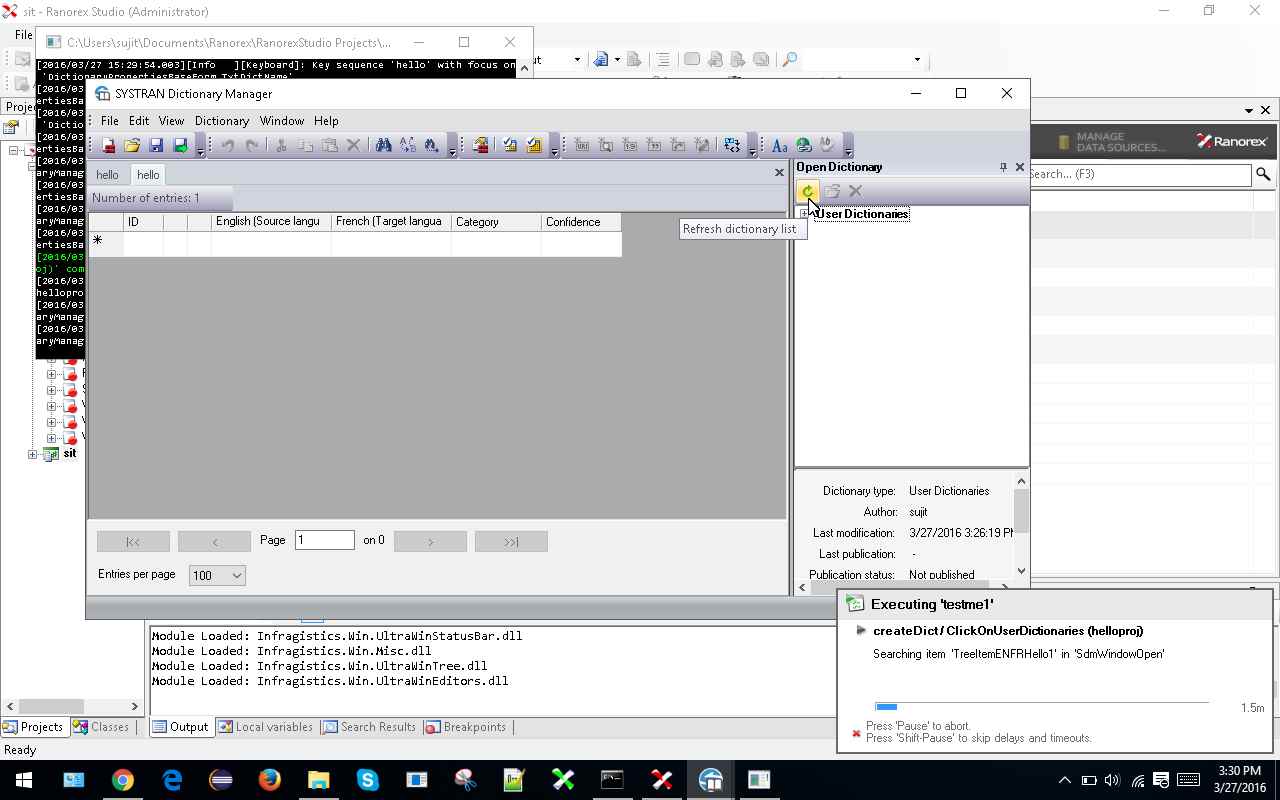 sit - Ranorex Studio (Administrator)
File
C:\Users\sujit\Documents\Ranorex\RanorexStudio Projects\...
[2016/03/27 15:29:54.003][Info   ][Keyboard]: Key sequence 'hello' with focus on
'DictionaryPropertiesBaseForm.TxtDictName'
[2016/03
ertiesBa
[2016/03
'Dictio
[2016/03
ertiesBa
[2016/03
aryManag
[2016/03
ertiesBa
[2016/03
aryManag
[2016/03
ertiesBa
[2016/03
oj)' com
[2016/03
hellopro
[2016/03
aryManag
[2016/03
aryManag
Proje
SYSTRAN Dictionary Manager
File Edit View Dictionary Window Help
hello hello
Number of entries: 1
ID English (Source langu French (Target langua Category Confidence
Open Dictionary
User Dictionaries
Refresh dictionary list
Dictionary type: User Dictionaries
Author: sujit
Last modification: 3/27/2016 3:26:19 PM
Last publication: -
Publication status: Not published
|<< < Page 1 on 0 > >>|
Entries per page 100
MANAGE
DATA SOURCES...
Ranorex
Search... (F3)
sit
Module Loaded: Infragistics.Win.UltraWinStatusBar.dll
Module Loaded: Infragistics.Win.Misc.dll
Module Loaded: Infragistics.Win.UltraWinTree.dll
Module Loaded: Infragistics.Win.UltraWinEditors.dll
Executing 'testme1'
createDict / ClickOnUserDictionaries (helloproj)
Searching item 'TreeItemENFRHello1' in 'SdmWindowOpen'
1.5m
Press 'Pause' to abort.
Press 'Shift-Pause' to skip delays and timeouts.
Projects Classes Output Local variables Search Results Breakpoints
Ready
3:30 PM
3/27/2016